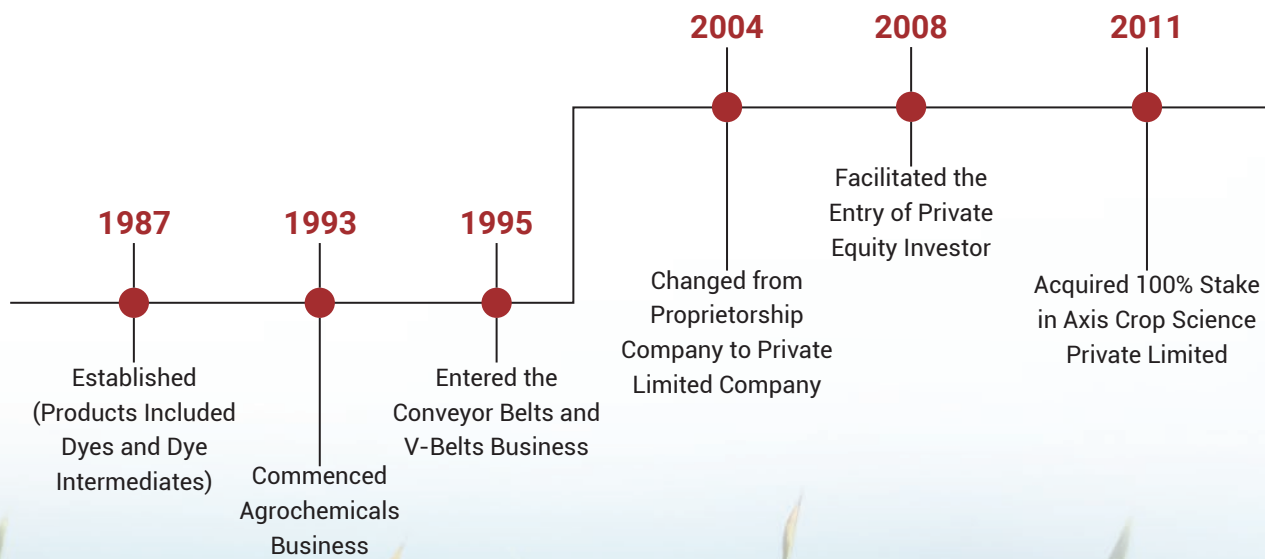 1987
Established
(Products Included
Dyes and Dye
Intermediates)
1993
Commenced
Agrochemicals
Business
1995
Entered the
Conveyor Belts and
V-Belts Business
2004
Changed from
Proprietorship
Company to Private
Limited Company
2008
Facilitated the
Entry of Private
Equity Investor
2011
Acquired 100% Stake
in Axis Crop Science
Private Limited